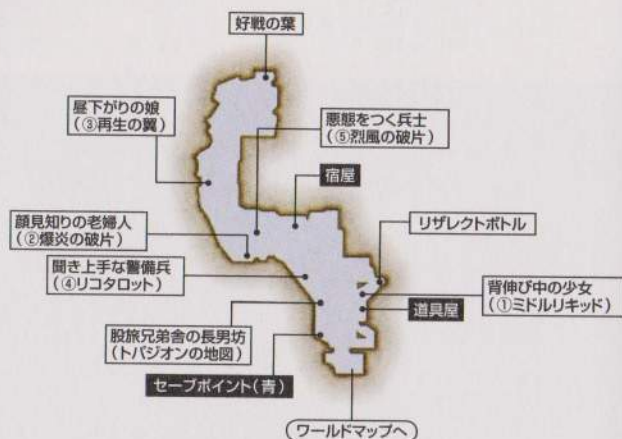 好戦の葉
昼下がりの娘
(③再生の翼)
悪態をつく兵士
(⑤烈風の破片)
宿屋
顔見知りの老婦人
(②爆炎の破片)
リザレクトボトル
聞き上手な警備兵
(④リコタロット)
背伸び中の少女
(①ミドルリキッド)
道具屋
股旅兄弟舎の長男坊
(トパジオンの地図)
セーブポイント(青)
ワールドマップへ